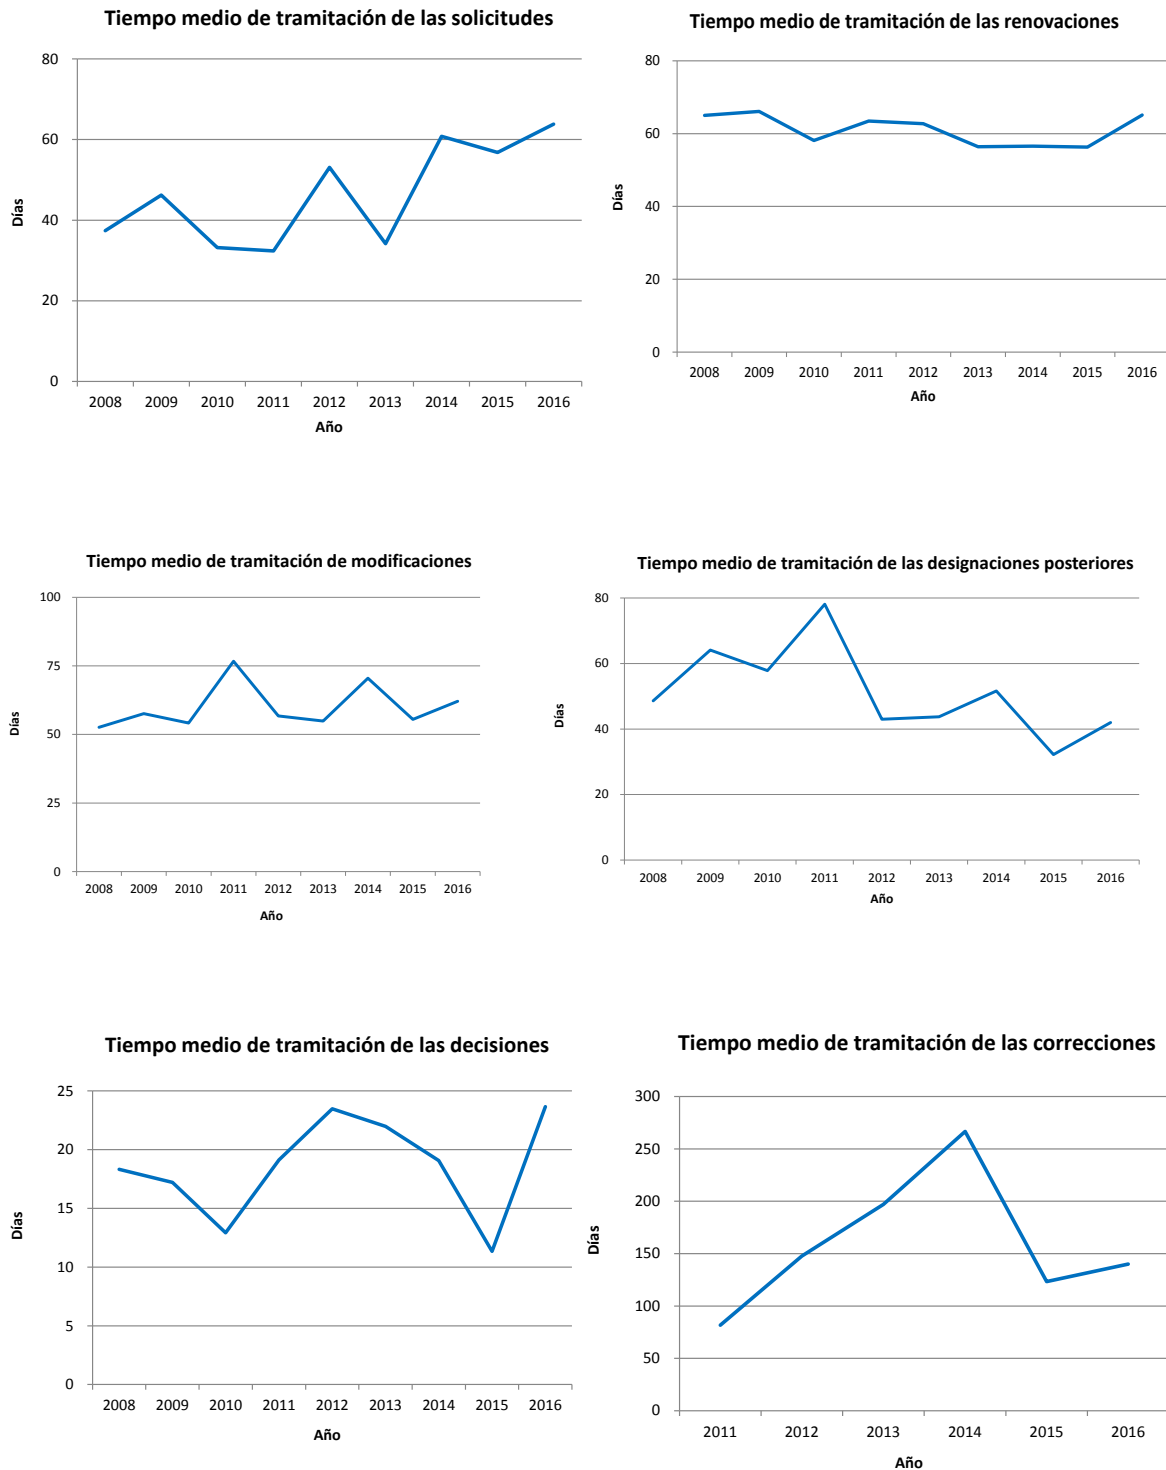 Tiempo medio de tramitación de las solicitudes
80
60
40
20
0
Días
2008 2009 2010 2011 2012 2013 2014 2015 2016
Año
Tiempo medio de tramitación de las renovaciones
80
60
40
20
0
Días
2008 2009 2010 2011 2012 2013 2014 2015 2016
Año
Tiempo medio de tramitación de modificaciones
100
75
50
25
0
Días
2008 2009 2010 2011 2012 2013 2014 2015 2016
Año
Tiempo medio de tramitación de las designaciones posteriores
80
60
40
20
0
Días
2008 2009 2010 2011 2012 2013 2014 2015 2016
Año
Tiempo medio de tramitación de las decisiones
25
20
15
10
5
0
Días
2008 2009 2010 2011 2012 2013 2014 2015 2016
Año
Tiempo medio de tramitación de las correcciones
300
250
200
150
100
50
0
Días
2011 2012 2013 2014 2015 2016
Año